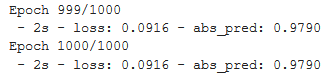 Epoch 999/1000
 - 2s - loss: 0.0916 - abs_pred: 0.9790
Epoch 1000/1000
 - 2s - loss: 0.0916 - abs_pred: 0.9790